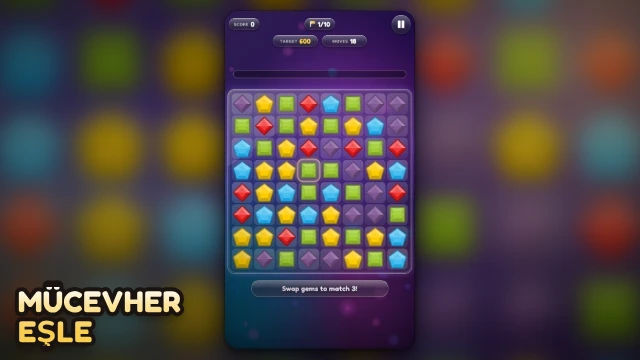 SCORE 0
1/10
TARGET 600
MOVES 18
Swap gems to match 3!
MÜCEVHER
EŞLE